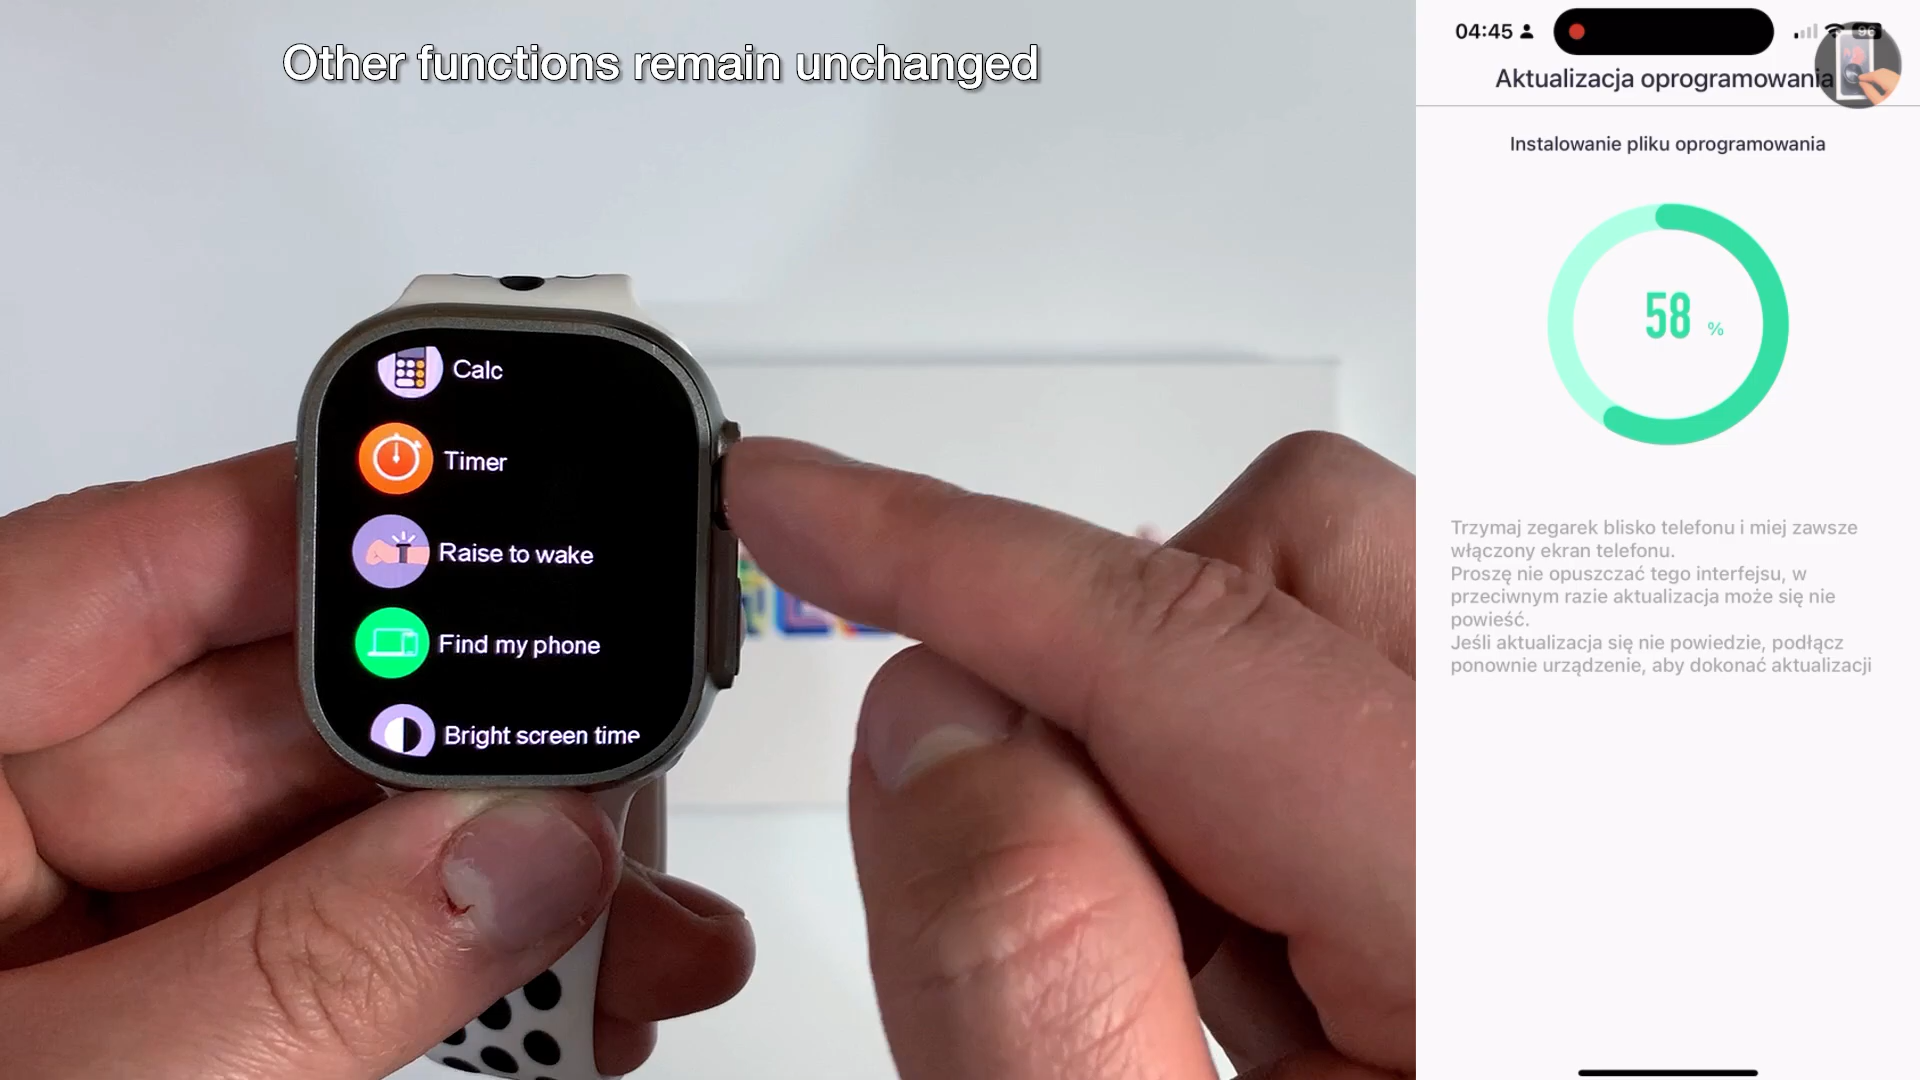 Other functions remain unchanged
Calc
Timer
Raise to wake
Find my phone
Bright screen time
04:45
96
Aktualizacja oprogramowania
Instalowanie pliku oprogramowania
58 %
Trzymaj zegarek blisko telefonu i miej zawsze
włączony ekran telefonu.
Proszę nie opuszczać tego interfejsu, w
przeciwnym razie aktualizacja może się nie
powieść.
Jeśli aktualizacja się nie powiedzie, podłącz
ponownie urządzenie, aby dokonać aktualizacji